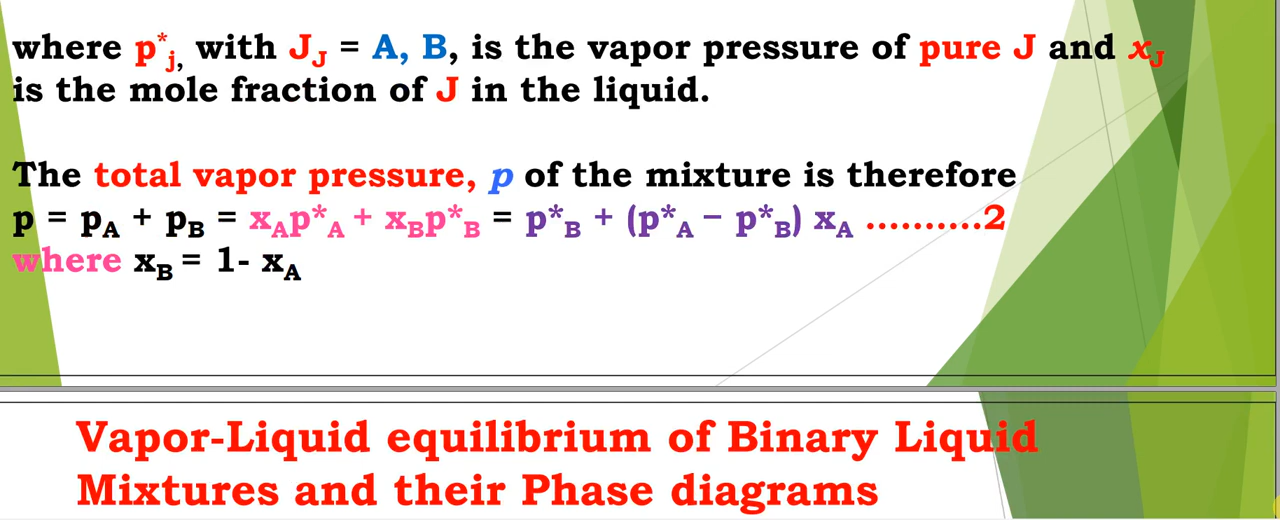 where p*j, with JJ = A, B, is the vapor pressure of pure J and xJ
is the mole fraction of J in the liquid.
The total vapor pressure, p of the mixture is therefore
p = pA + pB = xAp*A + xBp*B = p*B + (p*A – p*B) xA ..........2
where xB = 1- xA
Vapor-Liquid equilibrium of Binary Liquid
Mixtures and their Phase diagrams